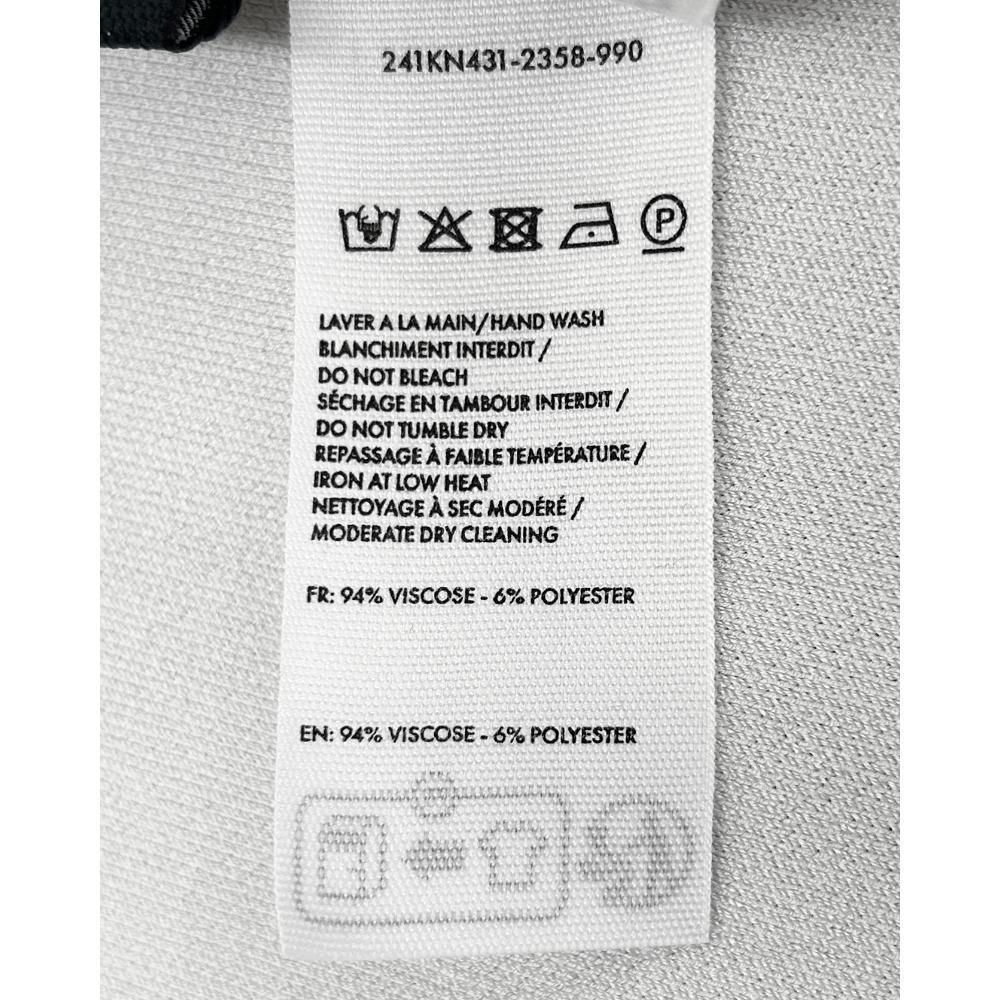 241KN431-2358-990
P
LAVER A LA MAIN/HAND WASH
BLANCHIMENT INTERDIT /
DO NOT BLEACH
SÉCHAGE EN TAMBOUR INTERDIT /
DO NOT TUMBLE DRY
REPASSAGE À FAIBLE TEMPÉRATURE /
IRON AT LOW HEAT
NETTOYAGE À SEC MODÉRÉ /
MODERATE DRY CLEANING
FR: 94% VISCOSE - 6% POLYESTER
EN: 94% VISCOSE - 6% POLYESTER